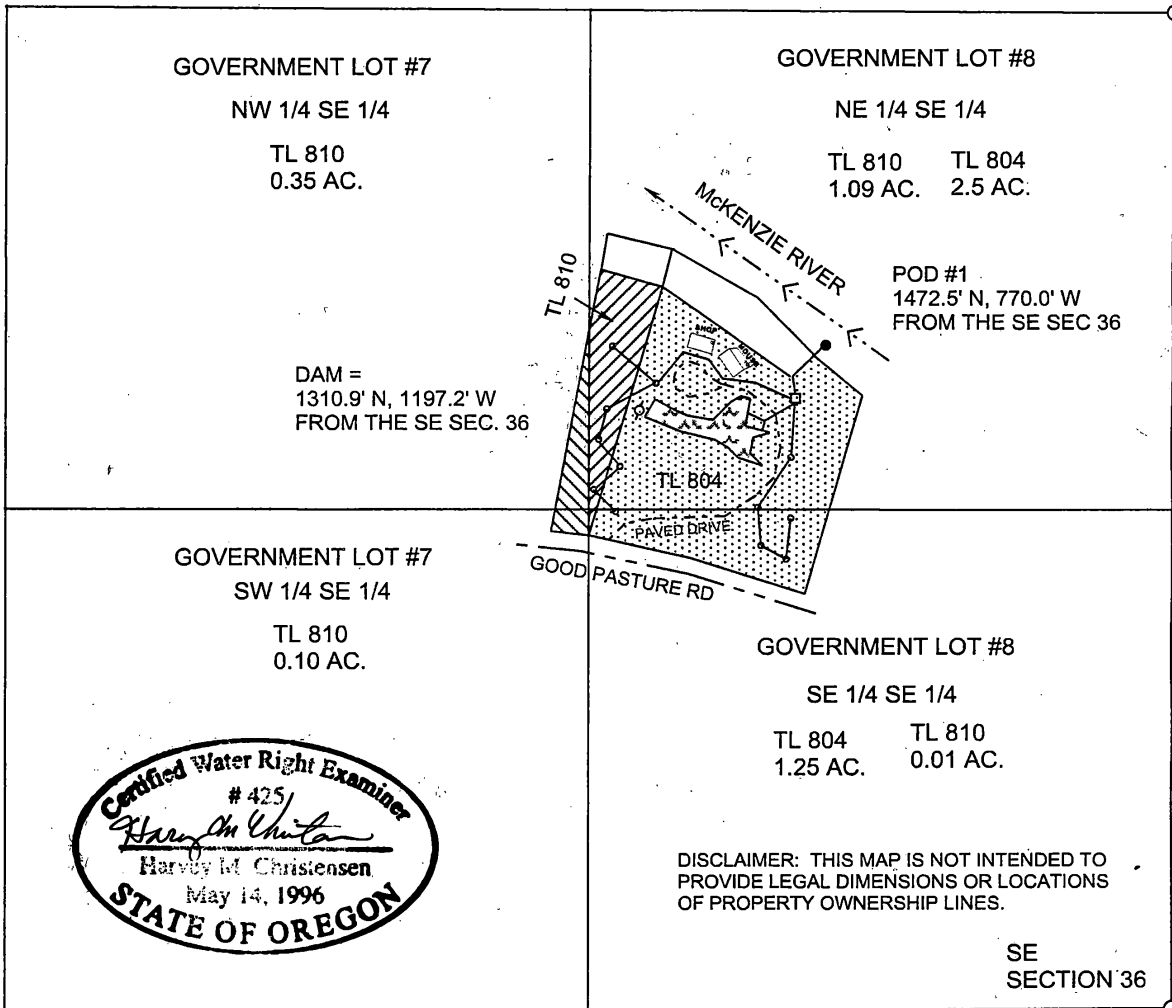 GOVERNMENT LOT #7
NW 1/4 SE 1/4
TL 810
0.35 AC.
GOVERNMENT LOT #8
NE 1/4 SE 1/4
TL 810 TL 804
1.09 AC. 2.5 AC.
McKENZIE RIVER
POD #1
1472.5' N, 770.0' W
FROM THE SE SEC 36
TL 810
SHOP
HOUSE
DAM =
1310.9' N, 1197.2' W
FROM THE SE SEC. 36
TL 804
PAVED DRIVE
GOOD PASTURE RD
GOVERNMENT LOT #7
SW 1/4 SE 1/4
TL 810
0.10 AC.
GOVERNMENT LOT #8
SE 1/4 SE 1/4
TL 804 TL 810
1.25 AC. 0.01 AC.
Certified Water Right Examiner
# 425
Harvey M. Christensen
May 14, 1996
STATE OF OREGON
DISCLAIMER: THIS MAP IS NOT INTENDED TO
PROVIDE LEGAL DIMENSIONS OR LOCATIONS
OF PROPERTY OWNERSHIP LINES.
SE
SECTION 36